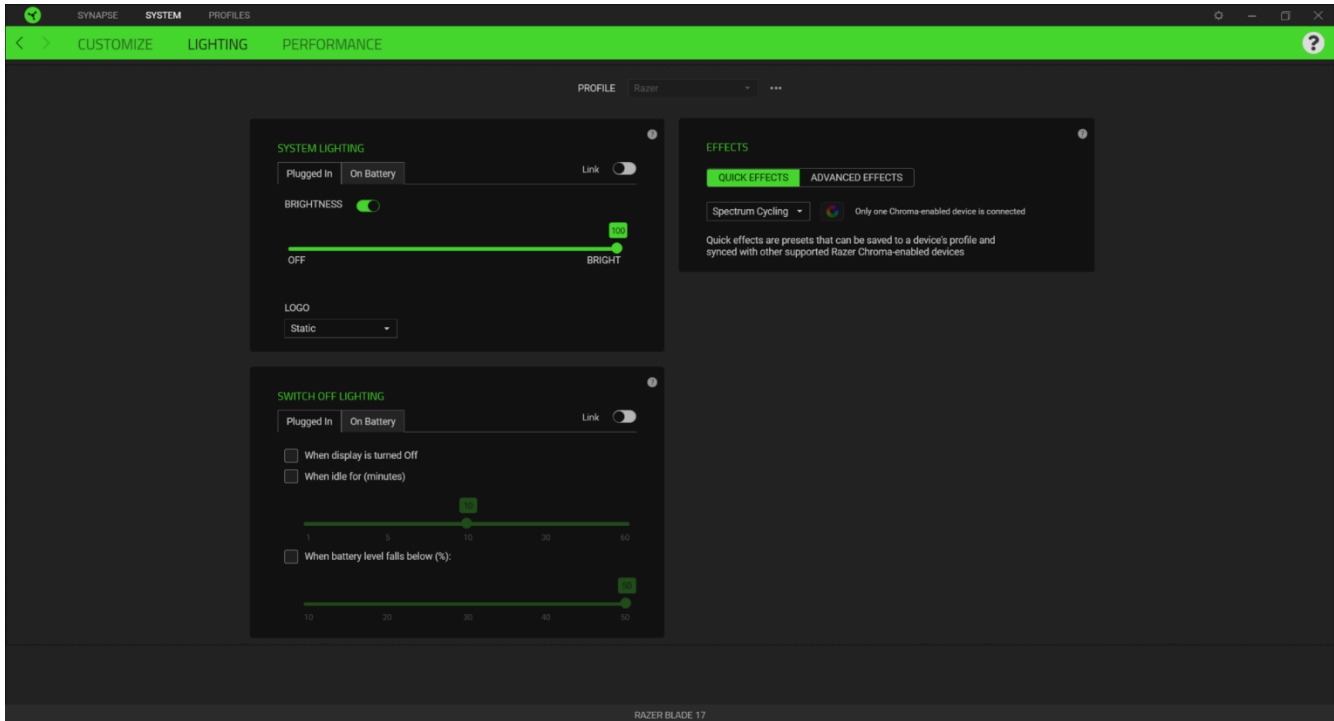 SYNAPSE SYSTEM PROFILES
CUSTOMIZE LIGHTING PERFORMANCE ?
PROFILE Razer
SYSTEM LIGHTING
Plugged In On Battery Link
BRIGHTNESS
100
OFF BRIGHT
LOGO
Static
SWITCH OFF LIGHTING
Plugged In On Battery Link
When display is turned Off
When idle for (minutes)
10
1 5 10 30 60
When battery level falls below (%):
50
10 20 30 40 50
EFFECTS
QUICK EFFECTS ADVANCED EFFECTS
Spectrum Cycling Only one Chroma-enabled device is connected
Quick effects are presets that can be saved to a device's profile and
synced with other supported Razer Chroma-enabled devices
RAZER BLADE 17